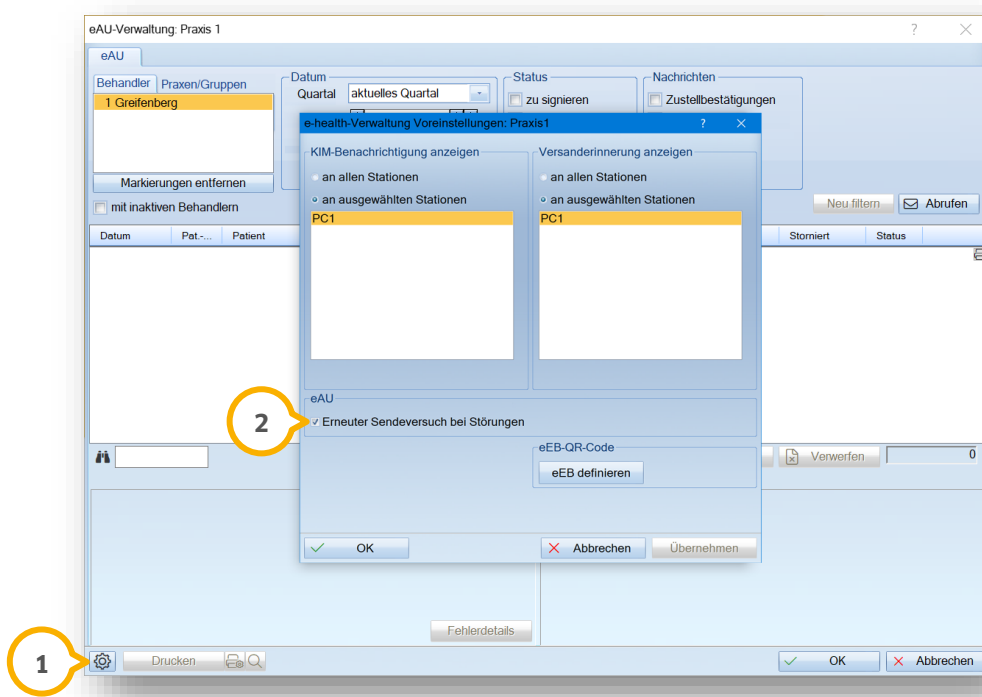 eAU-Verwaltung: Praxis 1
eAU
Behandler Praxen/Gruppen
1 Greifenberg
Markierungen entfernen
mit inaktiven Behandlern
Datum
Quartal aktuelles Quartal
Status
zu signieren
Nachrichten
Zustellbestätigungen
Neu filtern
Abrufen
Datum Pat.-... Patient
Storniert Status
e-health-Verwaltung Voreinstellungen: Praxis1
KIM-Benachrichtigung anzeigen
an allen Stationen
an ausgewählten Stationen
PC1
Versanderinnerung anzeigen
an allen Stationen
an ausgewählten Stationen
PC1
eAU
2
Erneuter Sendeversuch bei Störungen
eEB-QR-Code
eEB definieren
OK
Abbrechen
Übernehmen
Verwerfen
0
Fehlerdetails
1
Drucken
OK
Abbrechen